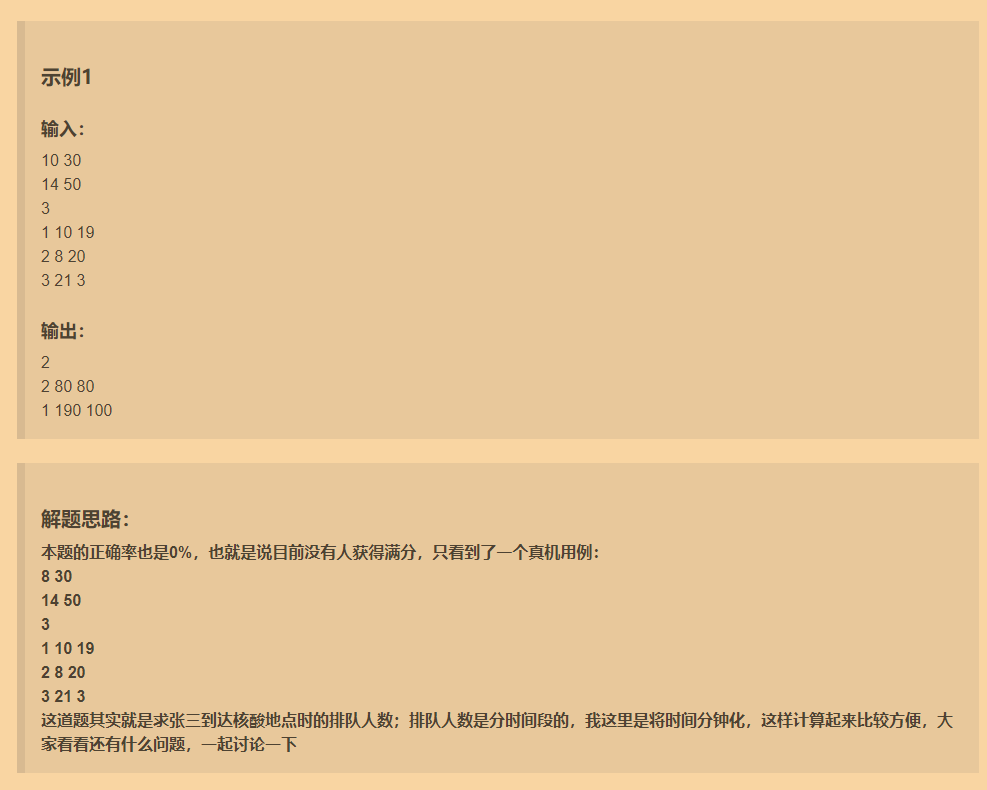 示例1
输入：
10 30
14 50
3
1 10 19
2 8 20
3 21 3
输出：
2
2 80 80
1 190 100
解题思路：
本题的正确率也是0%，也就是说目前没有人获得满分，只看到了一个真机用例：
8 30
14 50
3
1 10 19
2 8 20
3 21 3
这道题其实就是求张三到达核酸地点时的排队人数；排队人数是分时间段的，我这里是将时间分钟化，这样计算起来比较方便，大
家看看还有什么问题，一起讨论一下